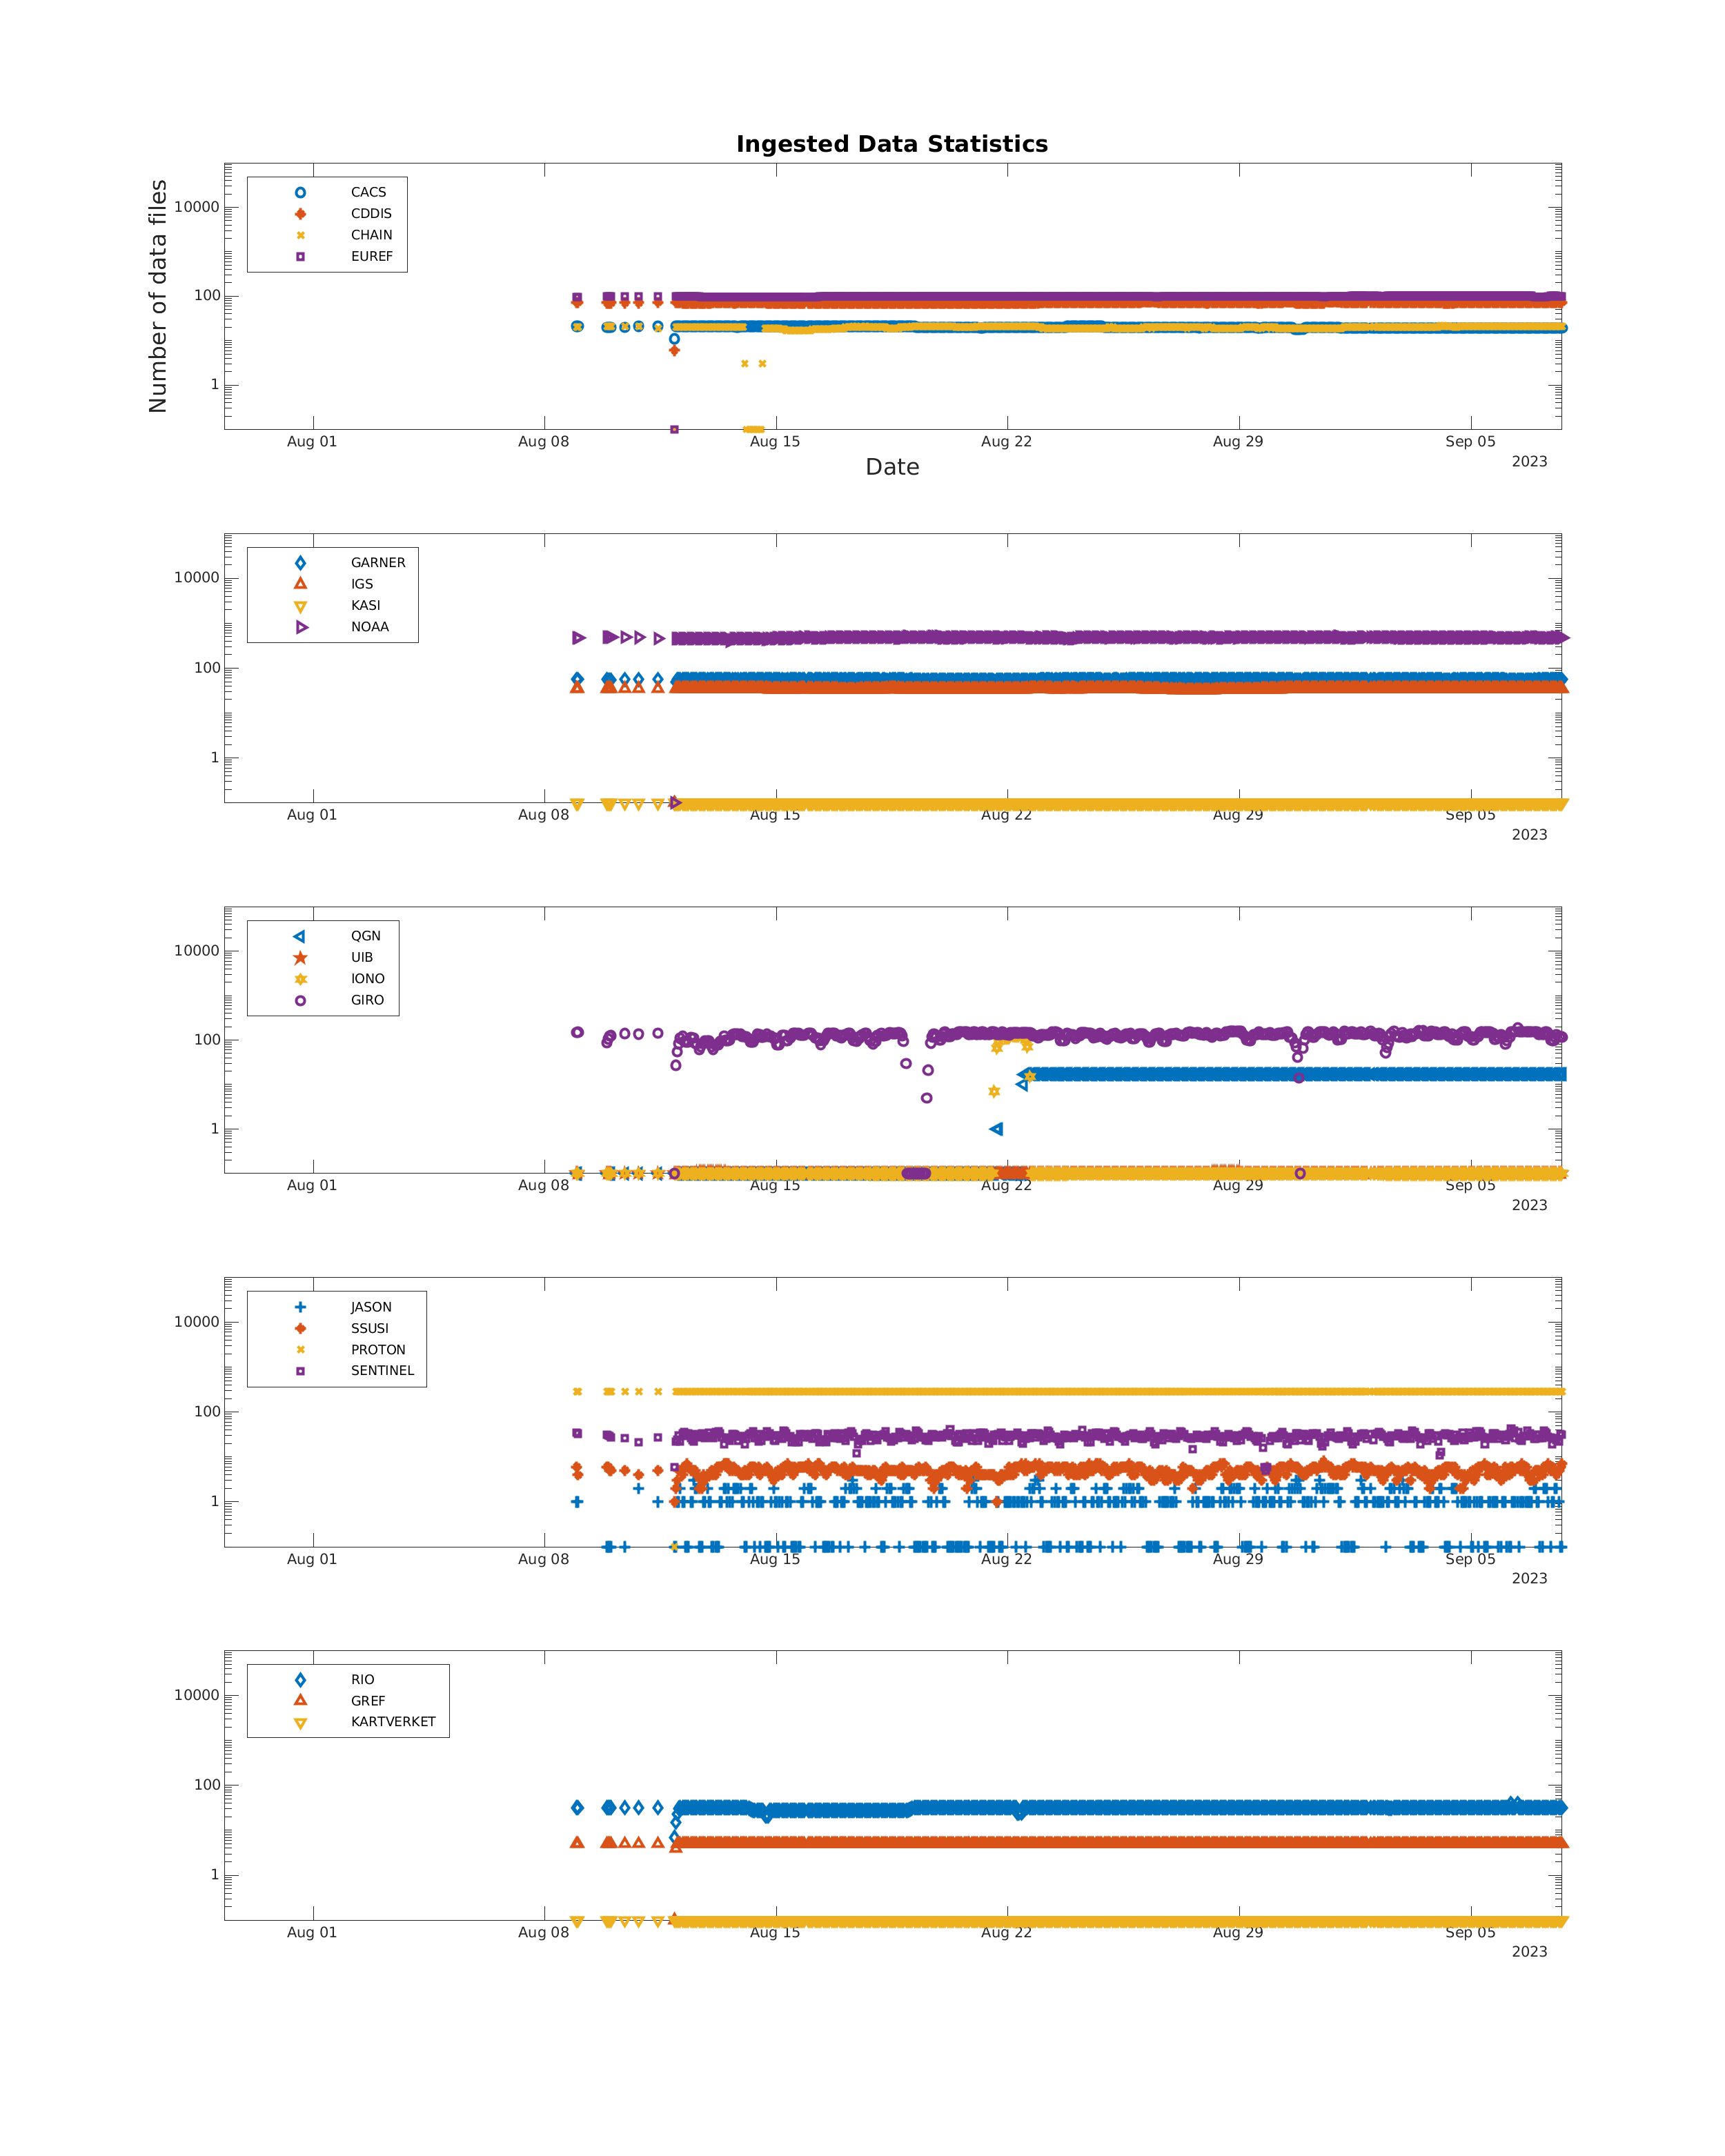 Ingested Data Statistics
Number of data files
10000
100
1
CACS
CDDIS
CHAIN
EUREF
Aug 01 Aug 08 Aug 15 Aug 22 Aug 29 Sep 05
2023
Date
10000
100
1
GARNER
IGS
KASI
NOAA
Aug 01 Aug 08 Aug 15 Aug 22 Aug 29 Sep 05
2023
10000
100
1
QGN
UIB
IONO
GIRO
Aug 01 Aug 08 Aug 15 Aug 22 Aug 29 Sep 05
2023
10000
100
1
JASON
SSUSI
PROTON
SENTINEL
Aug 01 Aug 08 Aug 15 Aug 22 Aug 29 Sep 05
2023
10000
100
1
RIO
GREF
KARTVERKET
Aug 01 Aug 08 Aug 15 Aug 22 Aug 29 Sep 05
2023